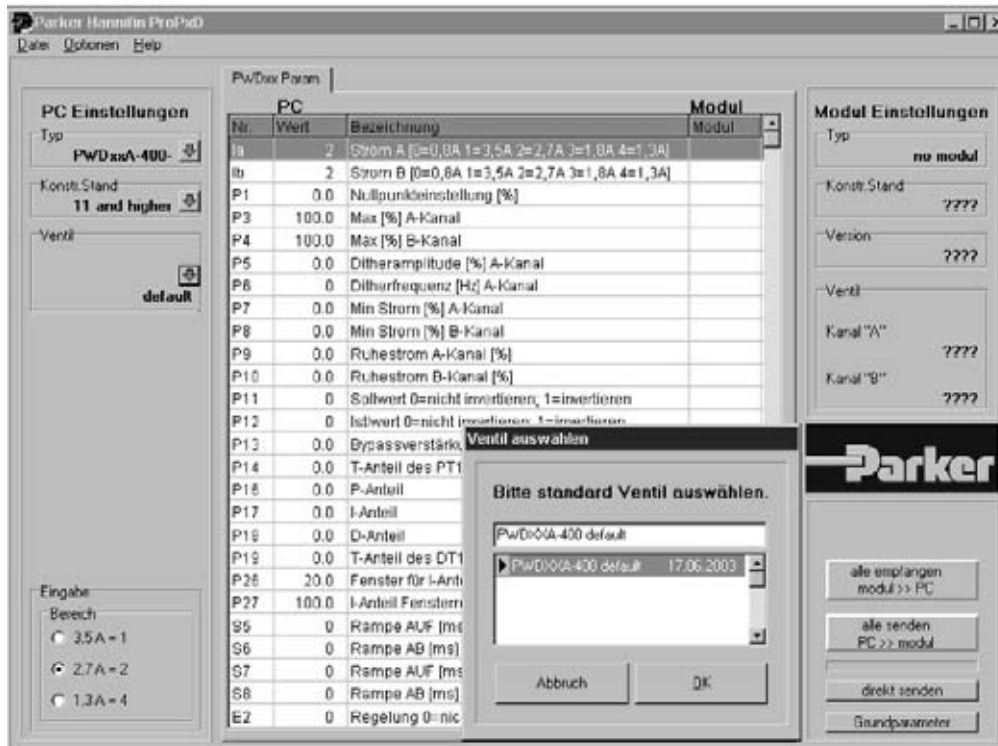 Parker Hannifin ProPxD
Datei Optionen Help
PC Einstellungen
Typ
PWDxxA-400-
Konstr.Stand
11 and higher
Ventil
default
Eingabe
Bereich
3.5A = 1
2.7A = 2
1.3A = 4
PWDxx Param.
PC Modul
Nr. Wert Bezeichnung Modul
Ia 2 Strom A [0=0,8A 1=3,5A 2=2,7A 3=1,8A 4=1,3A]
Ib 2 Strom B [0=0,8A 1=3,5A 2=2,7A 3=1,8A 4=1,3A]
P1 0.0 Nullpunkteinstellung [%]
P3 100.0 Max [%] A-Kanal
P4 100.0 Max [%] B-Kanal
P5 0.0 Ditheramplitude [%] A-Kanal
P6 0 Ditherfrequenz [Hz] A-Kanal
P7 0.0 Min Strom [%] A-Kanal
P8 0.0 Min Strom [%] B-Kanal
P9 0.0 Ruhestrom A-Kanal [%]
P10 0.0 Ruhestrom B-Kanal [%]
P11 0 Sollwert 0=nicht invertieren, 1=invertieren
P12 0 Istwert 0=nicht invertieren, 1=invertieren
P13 0.0 Bypassverstärku
P14 0.0 T-Anteil des PT1
P16 0.0 P-Anteil
P17 0.0 I-Anteil
P18 0.0 D-Anteil
P19 0.0 T-Anteil des DT1
P26 20.0 Fenster für I-Ante
P27 100.0 I-Anteil Fensterr
S5 0 Rampe AUF [ms
S6 0 Rampe AB [ms]
S7 0 Rampe AUF [ms
S8 0 Rampe AB [ms]
E2 0 Regelung 0=nic
Ventil auswählen
Bitte standard Ventil auswählen.
PWDXXA-400 default
PWDXXA-400 default 17.06.2003
Abbruch OK
Modul Einstellungen
Typ
no modul
Konstr.Stand
????
Version
????
Ventil
Kanal "A"
????
Kanal "B"
????
Parker
alle empfangen
modul >> PC
alle senden
PC >> modul
direkt senden
Grundparameter